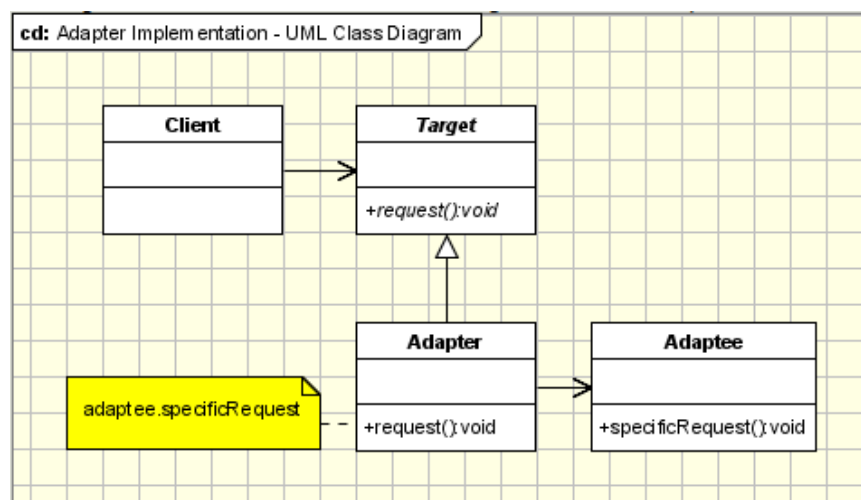 cd: Adapter Implementation - UML Class Diagram
Client
Target
+request():void
Adapter
Adaptee
adaptee.specificRequest
+request():void
+specificRequest():void